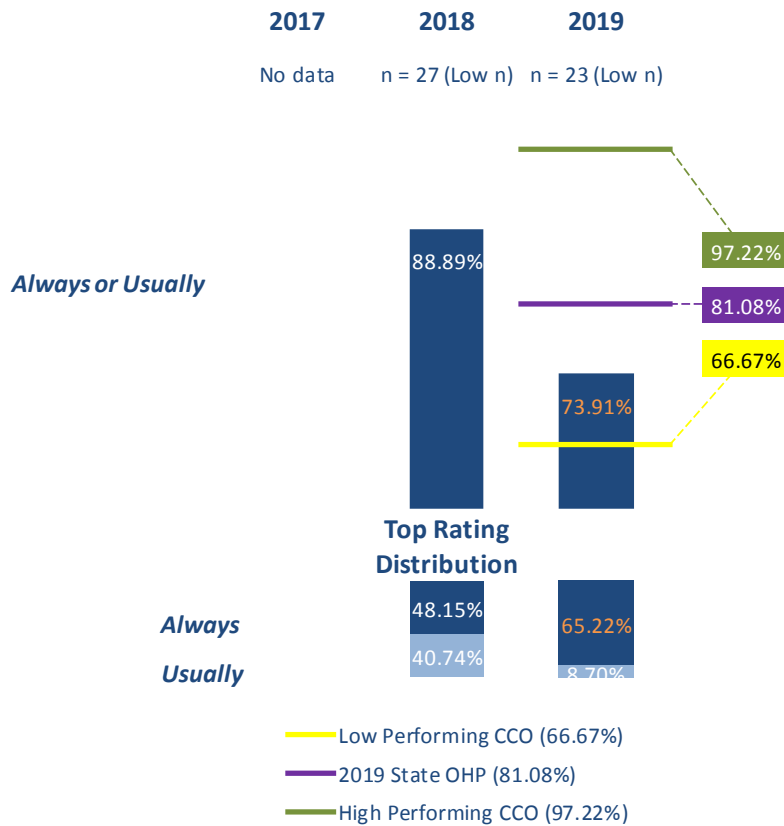 2017 2018 2019
No data n = 27 (Low n) n = 23 (Low n)
97.22%
88.89%
Always or Usually
81.08%
66.67%
73.91%
Top Rating
Distribution
48.15%
Always 65.22%
40.74%
Usually 8.70%
Low Performing CCO (66.67%)
2019 State OHP (81.08%)
High Performing CCO (97.22%)